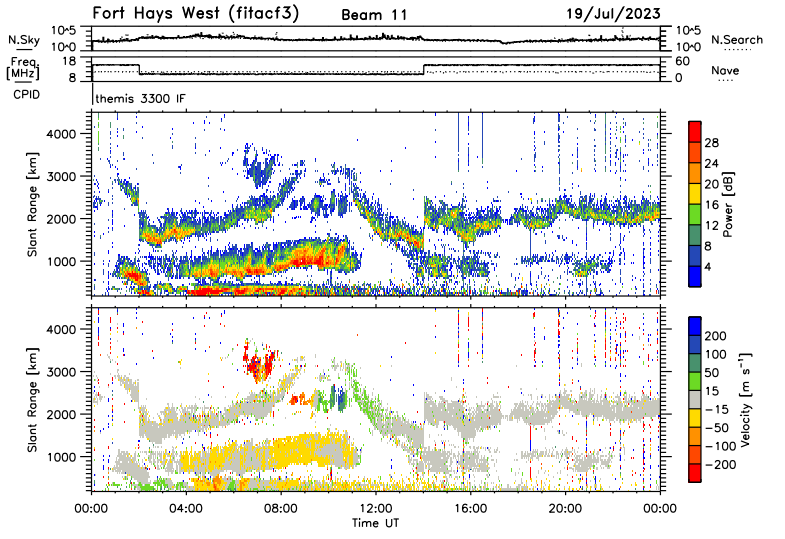 Fort Hays West (fitacf3) Beam 11 19/Jul/2023
N.Sky 10^5 10^0 10^5 10^0 N.Search
Freq. [MHz] 18 8 60 0 Nave
CPID themis 3300 IF
Slant Range [km]
4000
3000
2000
1000
28
24
20
16
12
8
4
Power [dB]
Slant Range [km]
4000
3000
2000
1000
200
100
50
15
−15
−50
−100
−200
Velocity [m s⁻¹]
00:00 04:00 08:00 12:00 16:00 20:00 00:00
Time UT